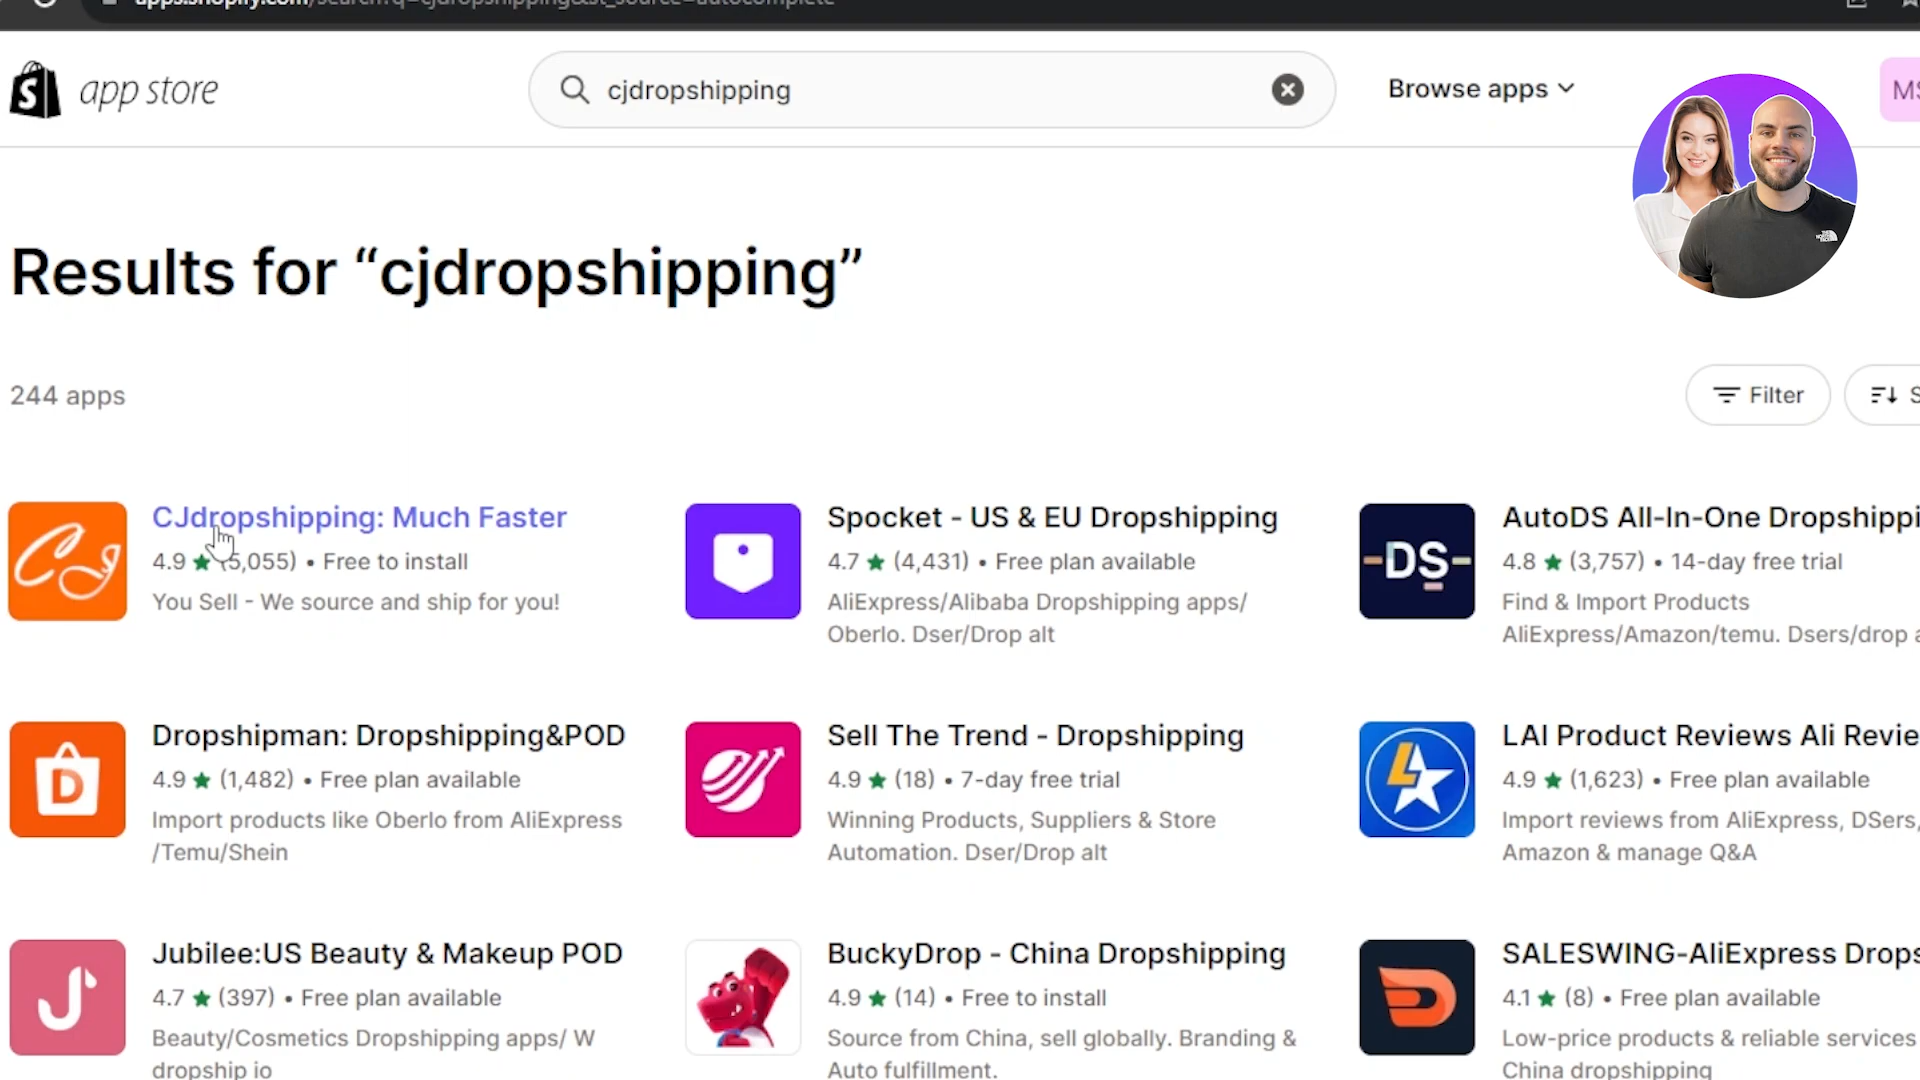 apps.shopify.com/search?q=cjdropshipping&st_source=autocomplete
app store
cjdropshipping
Browse apps
MS
Results for “cjdropshipping”
244 apps
Filter
S
CJdropshipping: Much Faster
4.9 ★ (5,055) • Free to install
You Sell - We source and ship for you!
Spocket - US & EU Dropshipping
4.7 ★ (4,431) • Free plan available
AliExpress/Alibaba Dropshipping apps/
Oberlo. Dser/Drop alt
-DS-
AutoDS All-In-One Dropshippi
4.8 ★ (3,757) • 14-day free trial
Find & Import Products
AliExpress/Amazon/temu. Dsers/drop a
Dropshipman: Dropshipping&POD
4.9 ★ (1,482) • Free plan available
Import products like Oberlo from AliExpress
/Temu/Shein
Sell The Trend - Dropshipping
4.9 ★ (18) • 7-day free trial
Winning Products, Suppliers & Store
Automation. Dser/Drop alt
LAI Product Reviews Ali Revie
4.9 ★ (1,623) • Free plan available
Import reviews from AliExpress, DSers,
Amazon & manage Q&A
Jubilee:US Beauty & Makeup POD
4.7 ★ (397) • Free plan available
Beauty/Cosmetics Dropshipping apps/ W
dropship io
BuckyDrop - China Dropshipping
4.9 ★ (14) • Free to install
Source from China, sell globally. Branding &
Auto fulfillment.
SALESWING-AliExpress Drops
4.1 ★ (8) • Free plan available
Low-price products & reliable services
China dropshipping